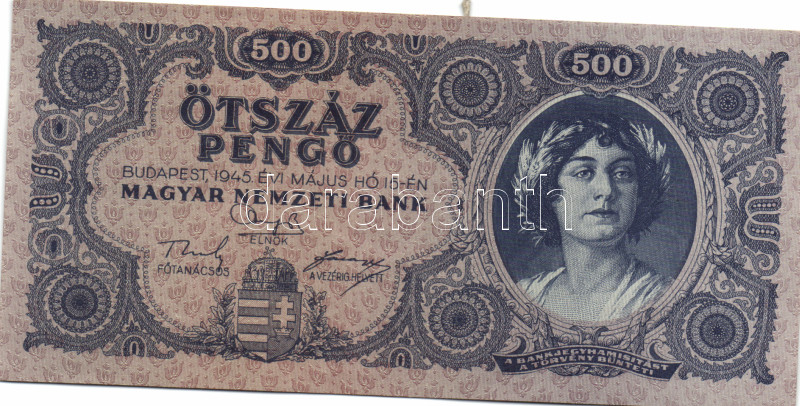 500
500
ÖTSZÁZ
PENGŐ
BUDAPEST, 1945. ÉVI MÁJUS HÓ 15-ÉN
MAGYAR NEMZETI BANK
darabanth
ELNÖK
FŐTANÁCSOS
A VEZÉRIG. HELYETT
A BANKJEGYHAMISITÁST
A TÖRVÉNY BÜNTETI